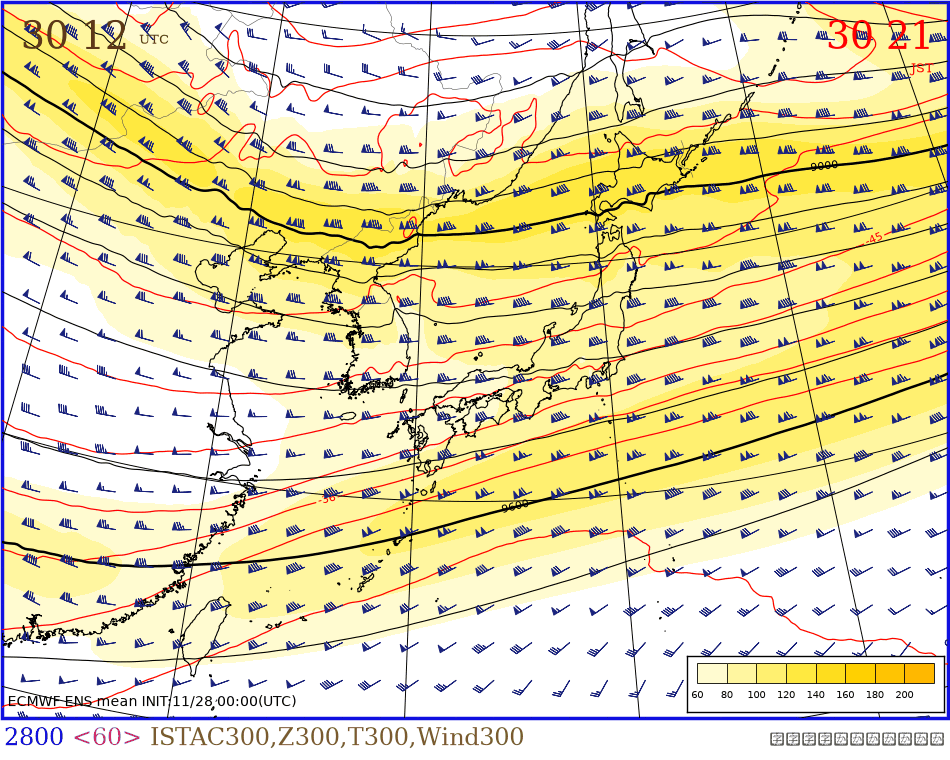 30 12 UTC 30 21
JST
9000
-45
-50
9600
60 80 100 120 140 160 180 200
ECMWF ENS mean INIT:11/28 00:00(UTC)
2800 <60> ISTAC300,Z300,T300,Wind300